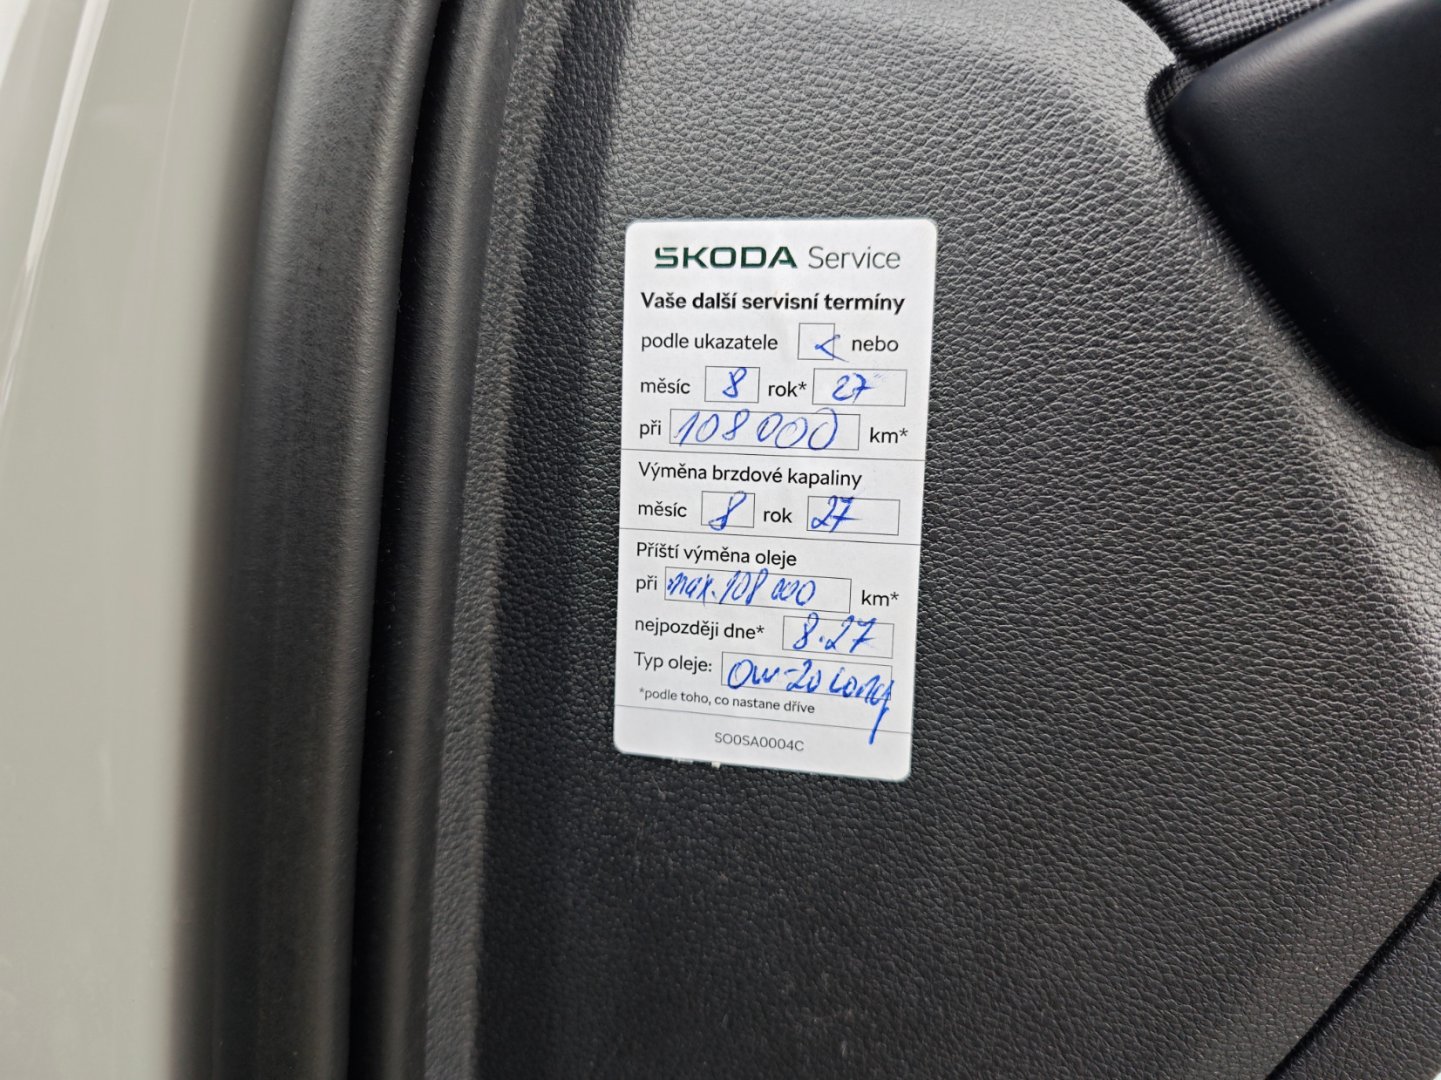 ŠKODA Service
Vaše další servisní termíny
podle ukazatele nebo
měsíc 8 rok* 27
při 108 000 km*
Výměna brzdové kapaliny
měsíc 8 rok 27
Příští výměna oleje
při max. 108 000 km*
nejpozději dne* 8.27
Typ oleje: 0w-20 Long
*podle toho, co nastane dříve
SO0SA0004C